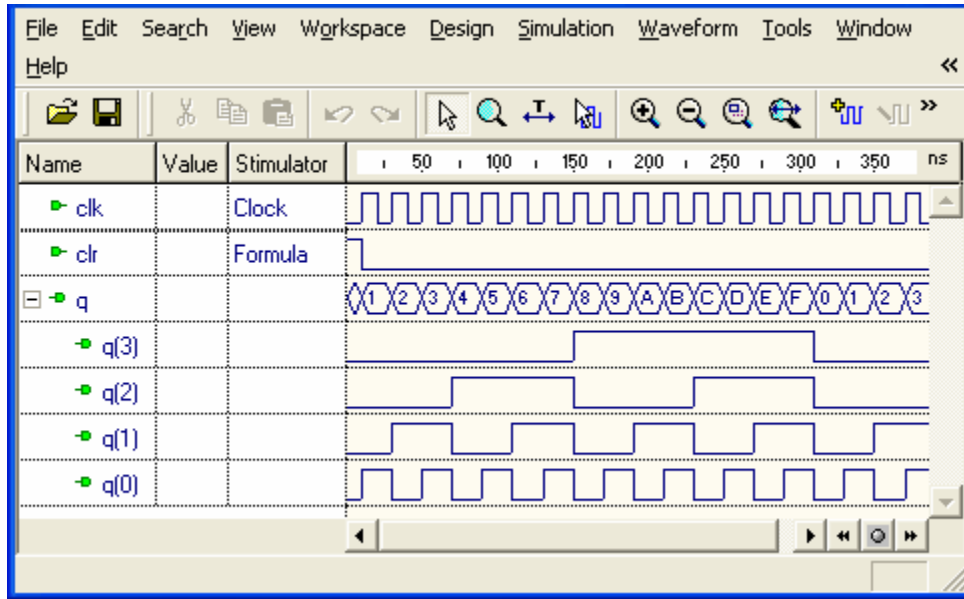 File Edit Search View Workspace Design Simulation Waveform Tools Window
Help «
T »
Name Value Stimulator 50 100 150 200 250 300 350 ns
clk Clock
clr Formula
q 1 2 3 4 5 6 7 8 9 A B C D E F 0 1 2 3
q(3)
q(2)
q(1)
q(0)